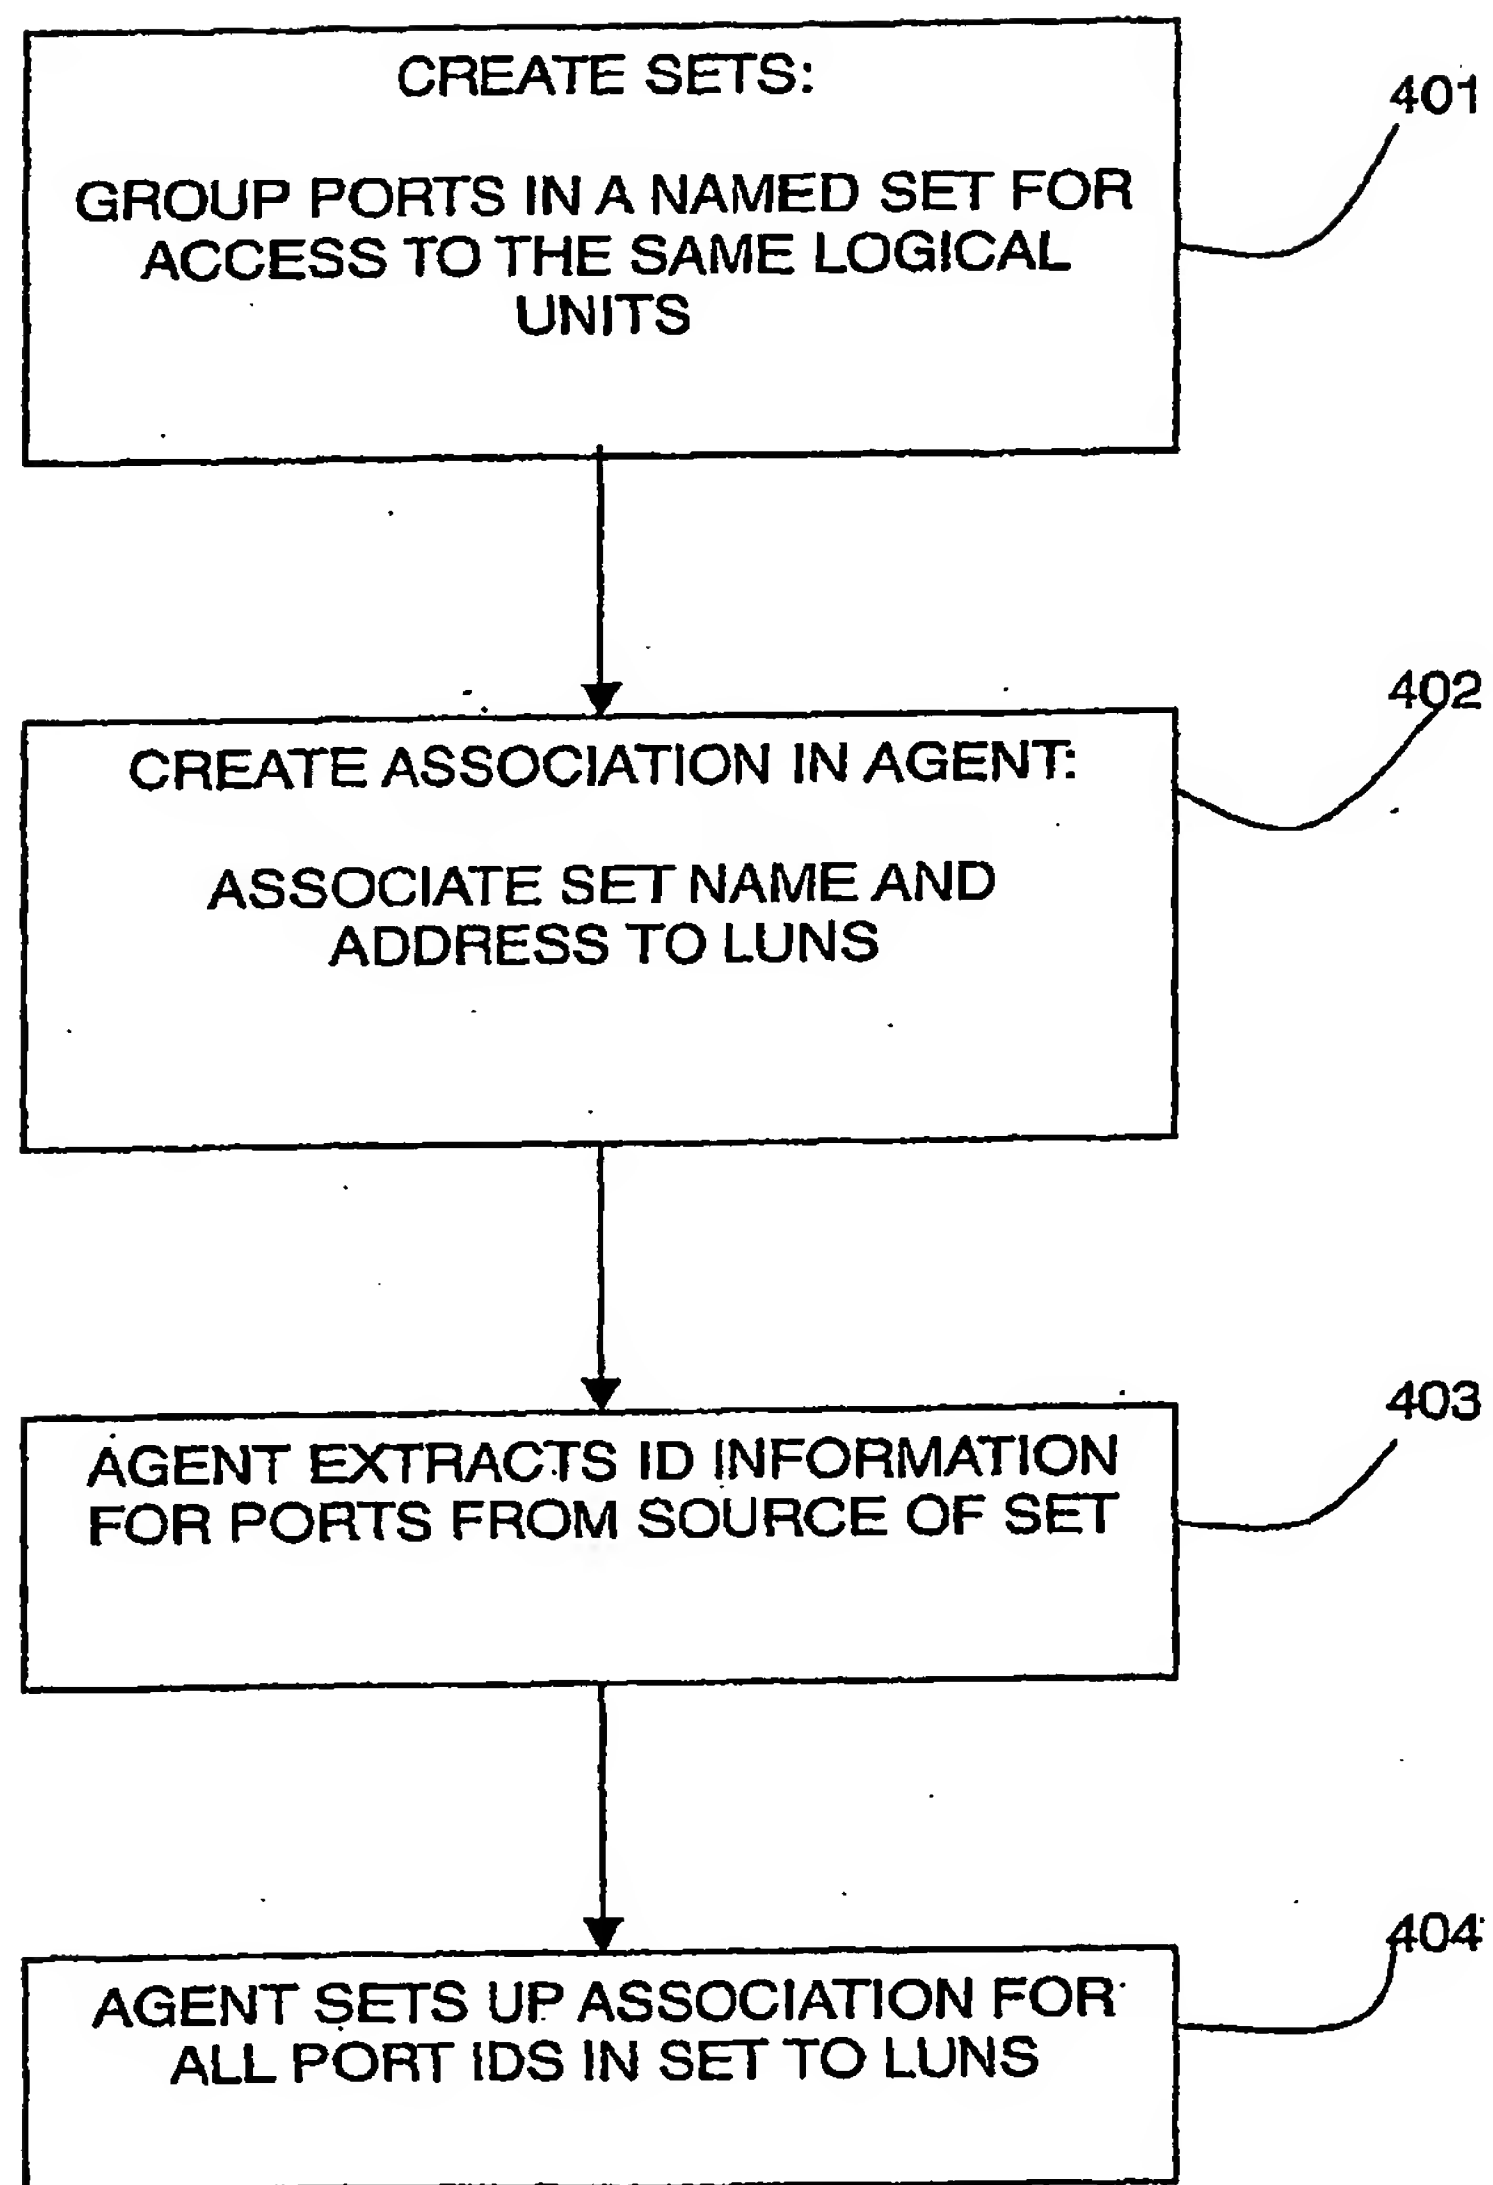 CREATE SETS:
GROUP PORTS IN A NAMED SET FOR
ACCESS TO THE SAME LOGICAL
UNITS
401
CREATE ASSOCIATION IN AGENT:
ASSOCIATE SET NAME AND
ADDRESS TO LUNS
402
AGENT EXTRACTS ID INFORMATION
FOR PORTS FROM SOURCE OF SET
403
AGENT SETS UP ASSOCIATION FOR
ALL PORT IDS IN SET TO LUNS
404